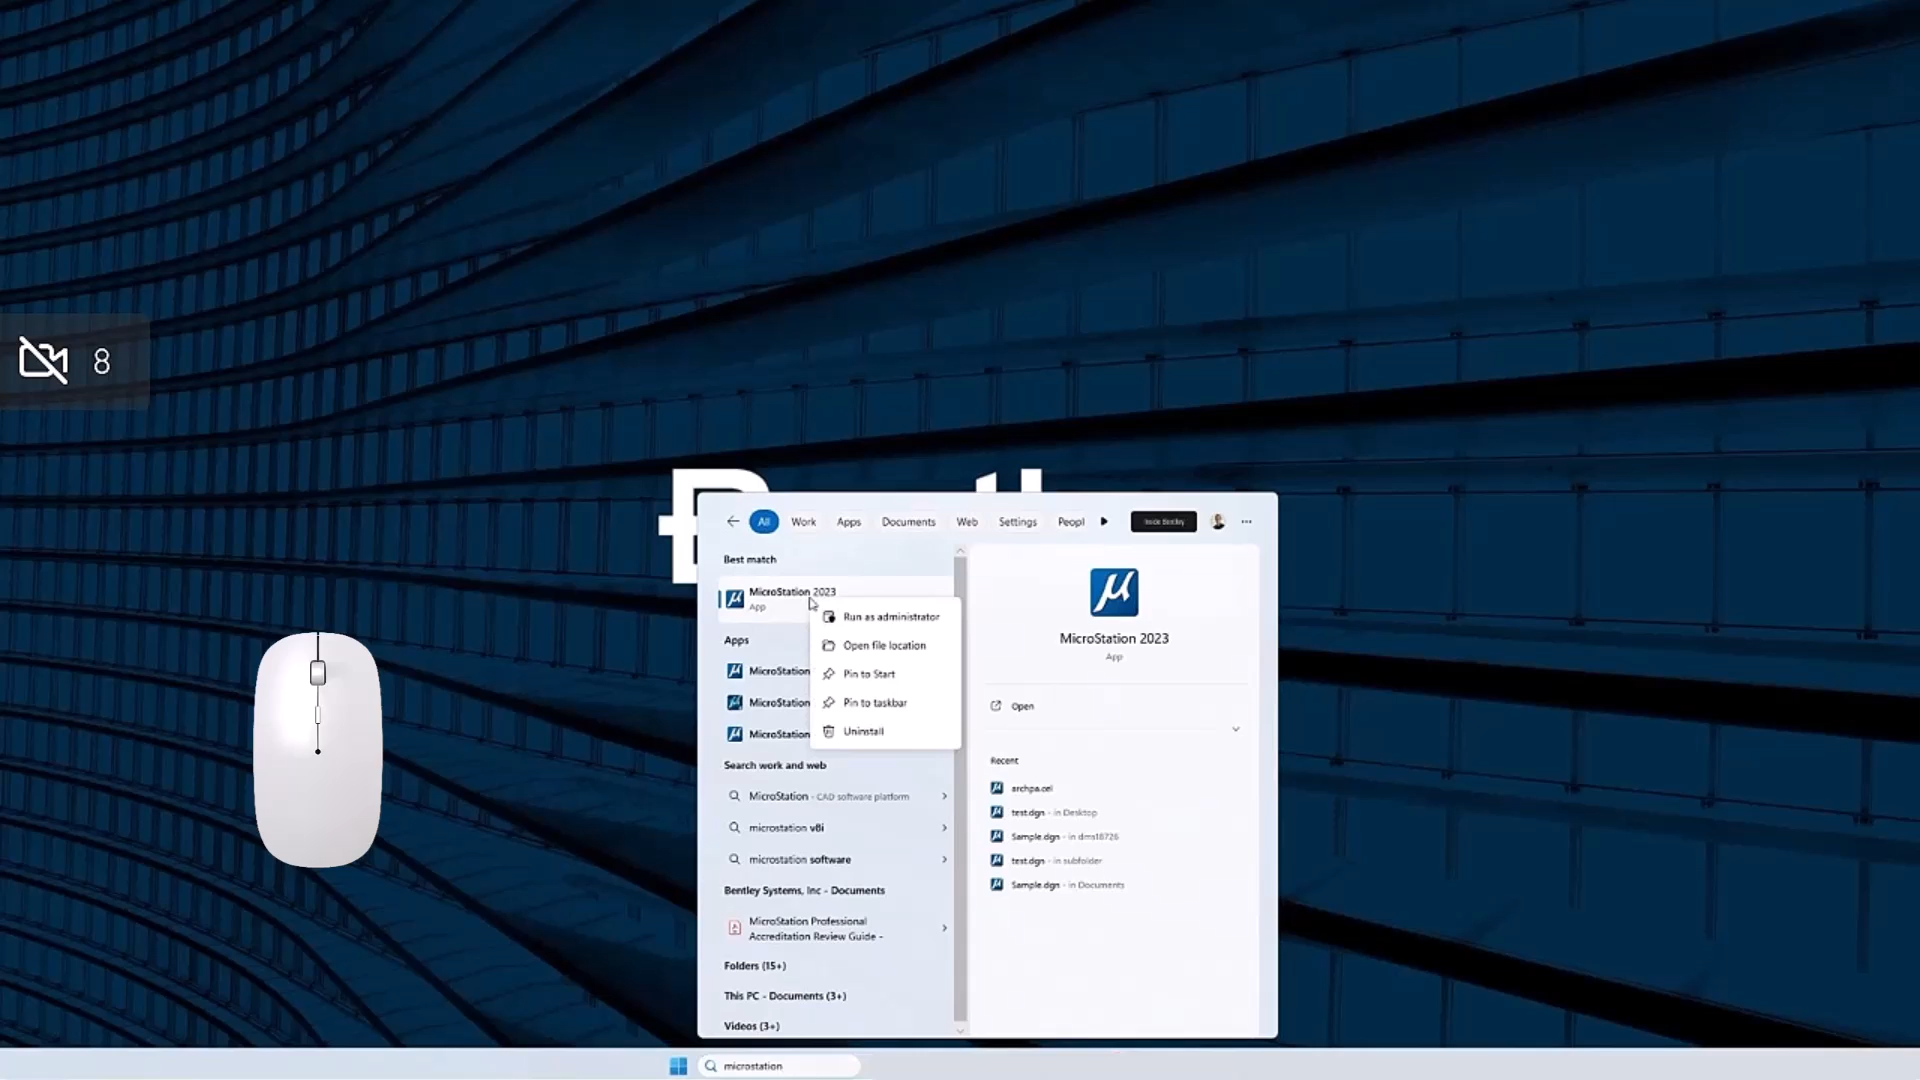 8
All Work Apps Documents Web Settings Peopl
Best match
MicroStation 2023
App
Run as administrator
Open file location
Pin to Start
Pin to taskbar
Uninstall
Apps
MicroStation
MicroStation
MicroStation
Search work and web
MicroStation - CAD software platform
microstation v8i
microstation software
Bentley Systems, Inc - Documents
MicroStation Professional
Accreditation Review Guide -
Folders (15+)
This PC - Documents (3+)
Videos (3+)
Inside Bentley
MicroStation 2023
App
Open
Recent
archpa.cel
test.dgn - in Desktop
Sample.dgn - in dms18726
test.dgn - in subfolder
Sample.dgn - in Documents
microstation